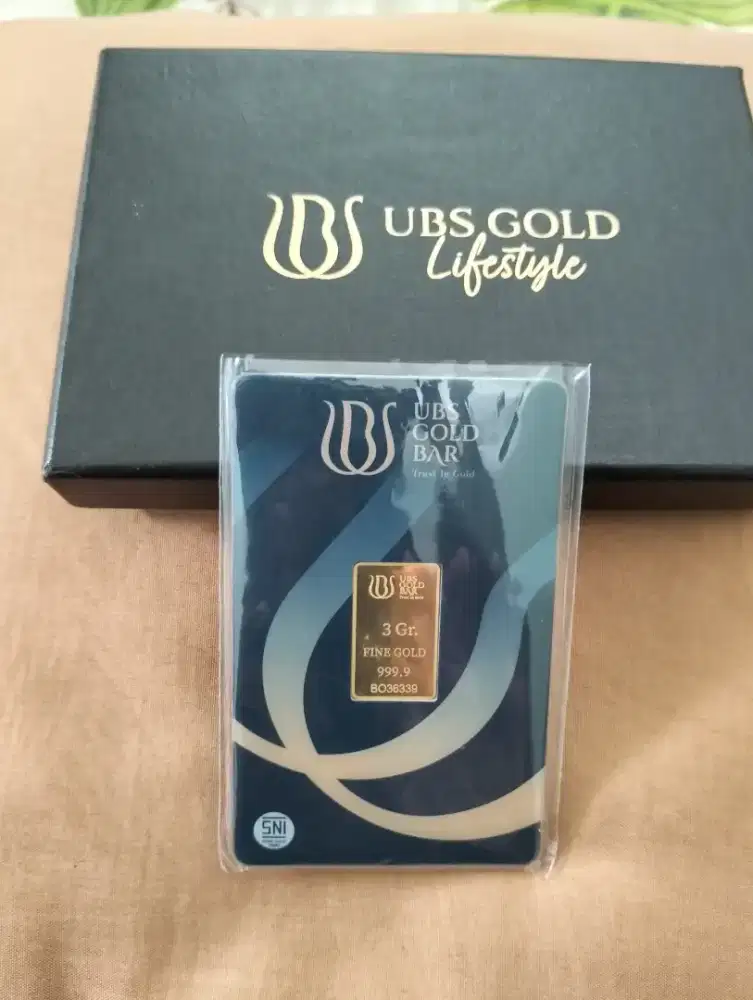 UBS GOLD
Lifestyle
UBS
GOLD
BAR
Trust In Gold
UBS
GOLD
BAR
3 Gr.
FINE GOLD
999.9
BO36339
SNI